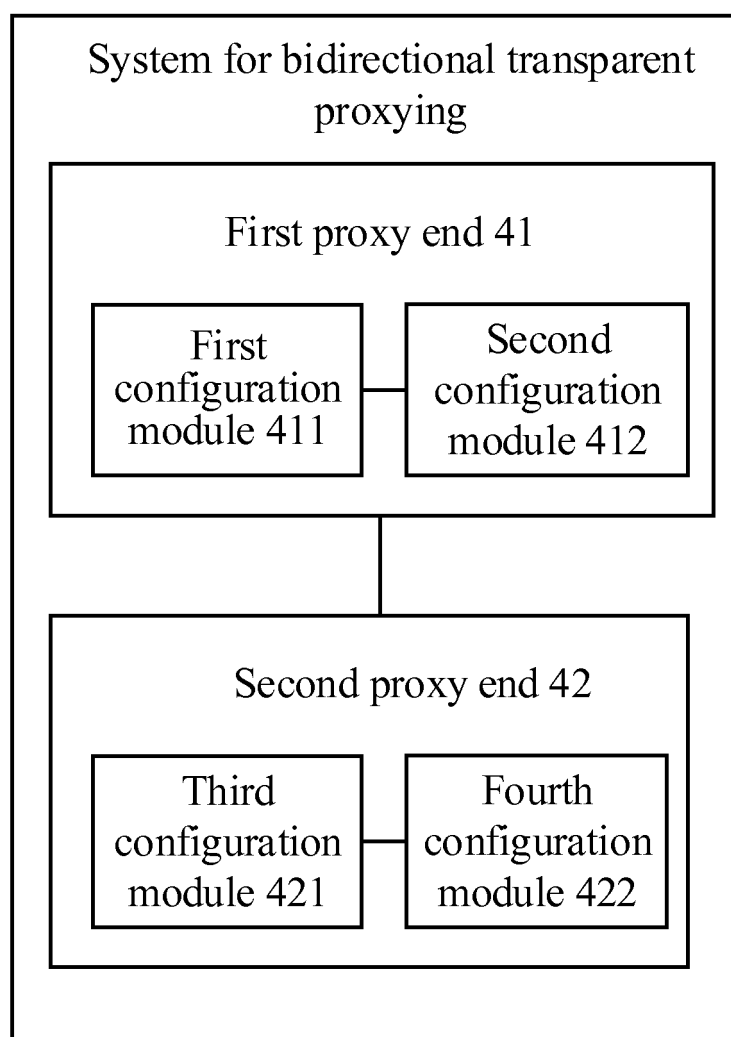 System for bidirectional transparent
proxying
First proxy end 41
First
configuration
module 411
Second
configuration
module 412
Second proxy end 42
Third
configuration
module 421
Fourth
configuration
module 422